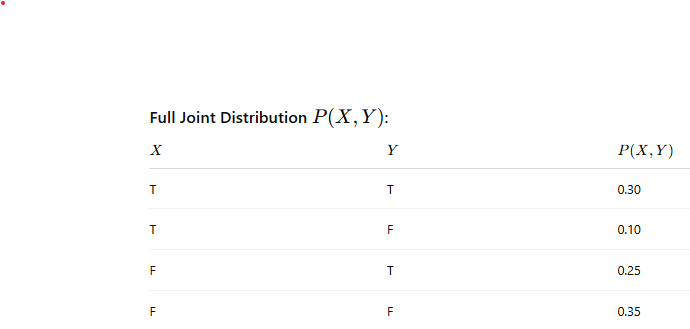 Full Joint Distribution P(X, Y):
X Y P(X, Y)
T T 0.30
T F 0.10
F T 0.25
F F 0.35